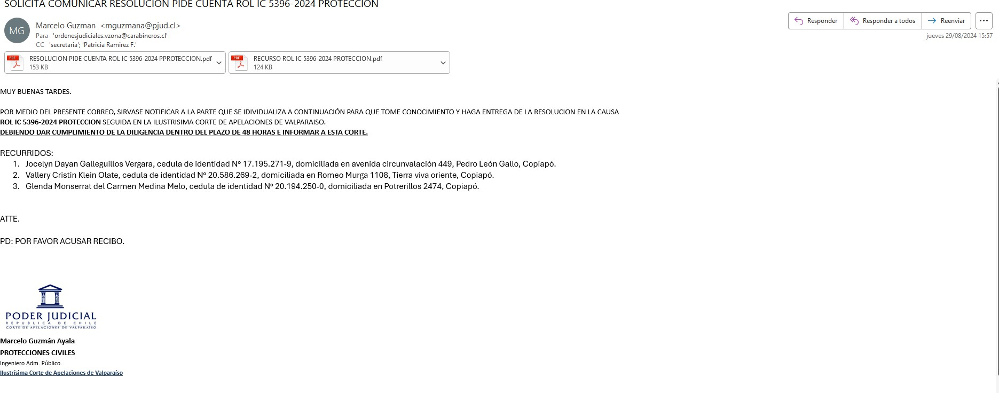 SOLICITA COMUNICAR RESOLUCION PIDE CUENTA ROL IC 5396-2024 PROTECCION
MG
Marcelo Guzman <mguzmana@pjud.cl>
Para 'ordenesjudiciales.vzona@carabineros.cl'
CC 'secretaria'; 'Patricia Ramirez F.'
Responder
Responder a todos
Reenviar
jueves 29/08/2024 15:57
PDF
RESOLUCION PIDE CUENTA ROL IC 5396-2024 PPROTECCION.pdf
153 KB
PDF
RECURSO ROL IC 5396-2024 PROTECCION.pdf
124 KB
MUY BUENAS TARDES.
POR MEDIO DEL PRESENTE CORREO, SIRVASE NOTIFICAR A LA PARTE QUE SE IDIVIDUALIZA A CONTINUACIÓN PARA QUE TOME CONOCIMIENTO Y HAGA ENTREGA DE LA RESOLUCION EN LA CAUSA
ROL IC 5396-2024 PROTECCION SEGUIDA EN LA ILUSTRISIMA CORTE DE APELACIONES DE VALPARAISO.
DEBIENDO DAR CUMPLIMIENTO DE LA DILIGENCIA DENTRO DEL PLAZO DE 48 HORAS E INFORMAR A ESTA CORTE.
RECURRIDOS:
1. Jocelyn Dayan Galleguillos Vergara, cedula de identidad Nº 17.195.271-9, domiciliada en avenida circunvalación 449, Pedro León Gallo, Copiapó.
2. Vallery Cristin Klein Olate, cedula de identidad Nº 20.586.269-2, domiciliada en Romeo Murga 1108, Tierra viva oriente, Copiapó.
3. Glenda Monserrat del Carmen Medina Melo, cedula de identidad Nº 20.194.250-0, domiciliada en Potrerillos 2474, Copiapó.
ATTE.
PD: POR FAVOR ACUSAR RECIBO.
PODER JUDICIAL
REPUBLICA DE CHILE
CORTE DE APELACIONES DE VALPARAÍSO
Marcelo Guzmán Ayala
PROTECCIONES CIVILES
Ingeniero Adm. Público.
Ilustrísima Corte de Apelaciones de Valparaíso